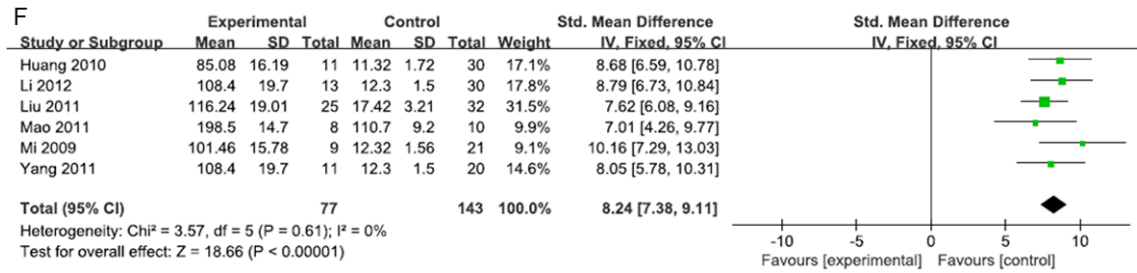 F
Experimental Control Std. Mean Difference Std. Mean Difference
Study or Subgroup Mean SD Total Mean SD Total Weight IV, Fixed, 95% CI IV, Fixed, 95% CI
Huang 2010 85.08 16.19 11 11.32 1.72 30 17.1% 8.68 [6.59, 10.78]
Li 2012 108.4 19.7 13 12.3 1.5 30 17.8% 8.79 [6.73, 10.84]
Liu 2011 116.24 19.01 25 17.42 3.21 32 31.5% 7.62 [6.08, 9.16]
Mao 2011 198.5 14.7 8 110.7 9.2 10 9.9% 7.01 [4.26, 9.77]
Mi 2009 101.46 15.78 9 12.32 1.56 21 9.1% 10.16 [7.29, 13.03]
Yang 2011 108.4 19.7 11 12.3 1.5 20 14.6% 8.05 [5.78, 10.31]
Total (95% CI) 77 143 100.0% 8.24 [7.38, 9.11]
Heterogeneity: Chi² = 3.57, df = 5 (P = 0.61); I² = 0%
Test for overall effect: Z = 18.66 (P < 0.00001)
-10 -5 0 5 10
Favours [experimental] Favours [control]